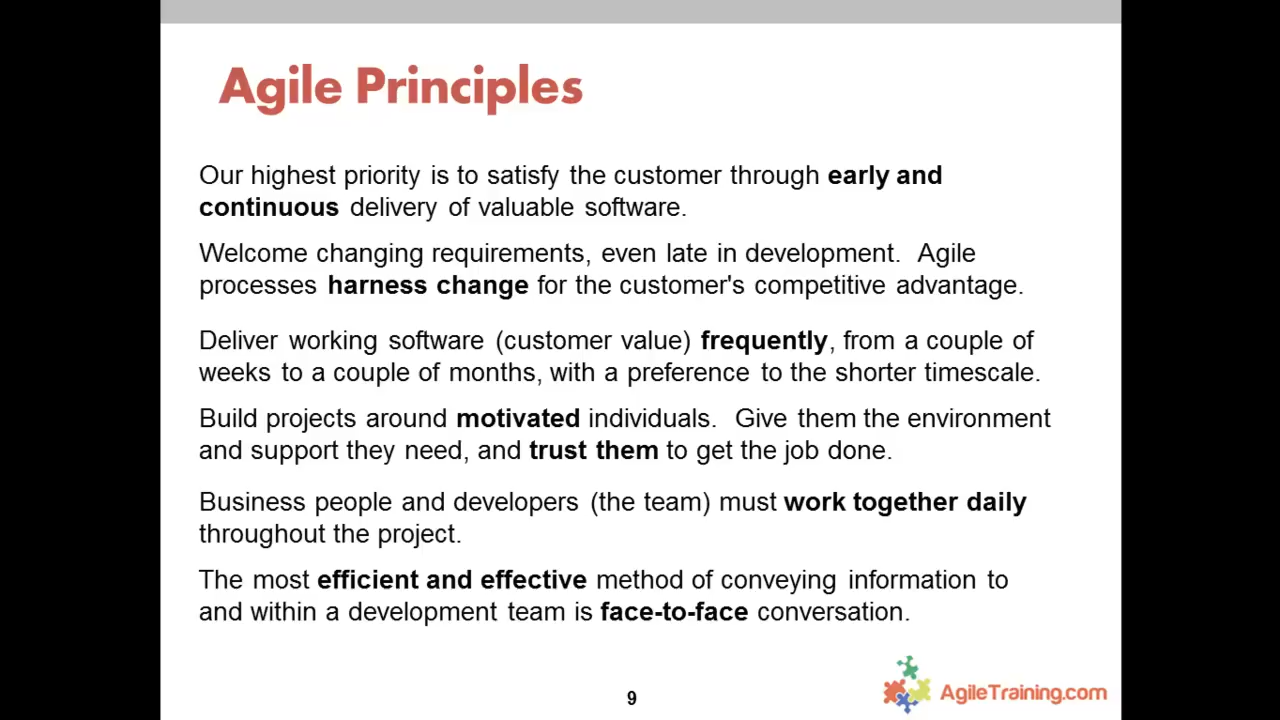 Agile Principles
Our highest priority is to satisfy the customer through early and
continuous delivery of valuable software.
Welcome changing requirements, even late in development.  Agile
processes harness change for the customer's competitive advantage.
Deliver working software (customer value) frequently, from a couple of
weeks to a couple of months, with a preference to the shorter timescale.
Build projects around motivated individuals.  Give them the environment
and support they need, and trust them to get the job done.
Business people and developers (the team) must work together daily
throughout the project.
The most efficient and effective method of conveying information to
and within a development team is face-to-face conversation.
9
AgileTraining.com